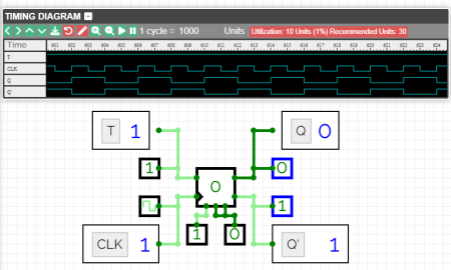 TIMING DIAGRAM
1 cycle = 1000 Units Utilization: 10 Units (1%) Recommended Units: 30
Time
T
CLK
Q
Q
T 1 Q 0
1 0
0
1
1 0
CLK 1 Q' 1